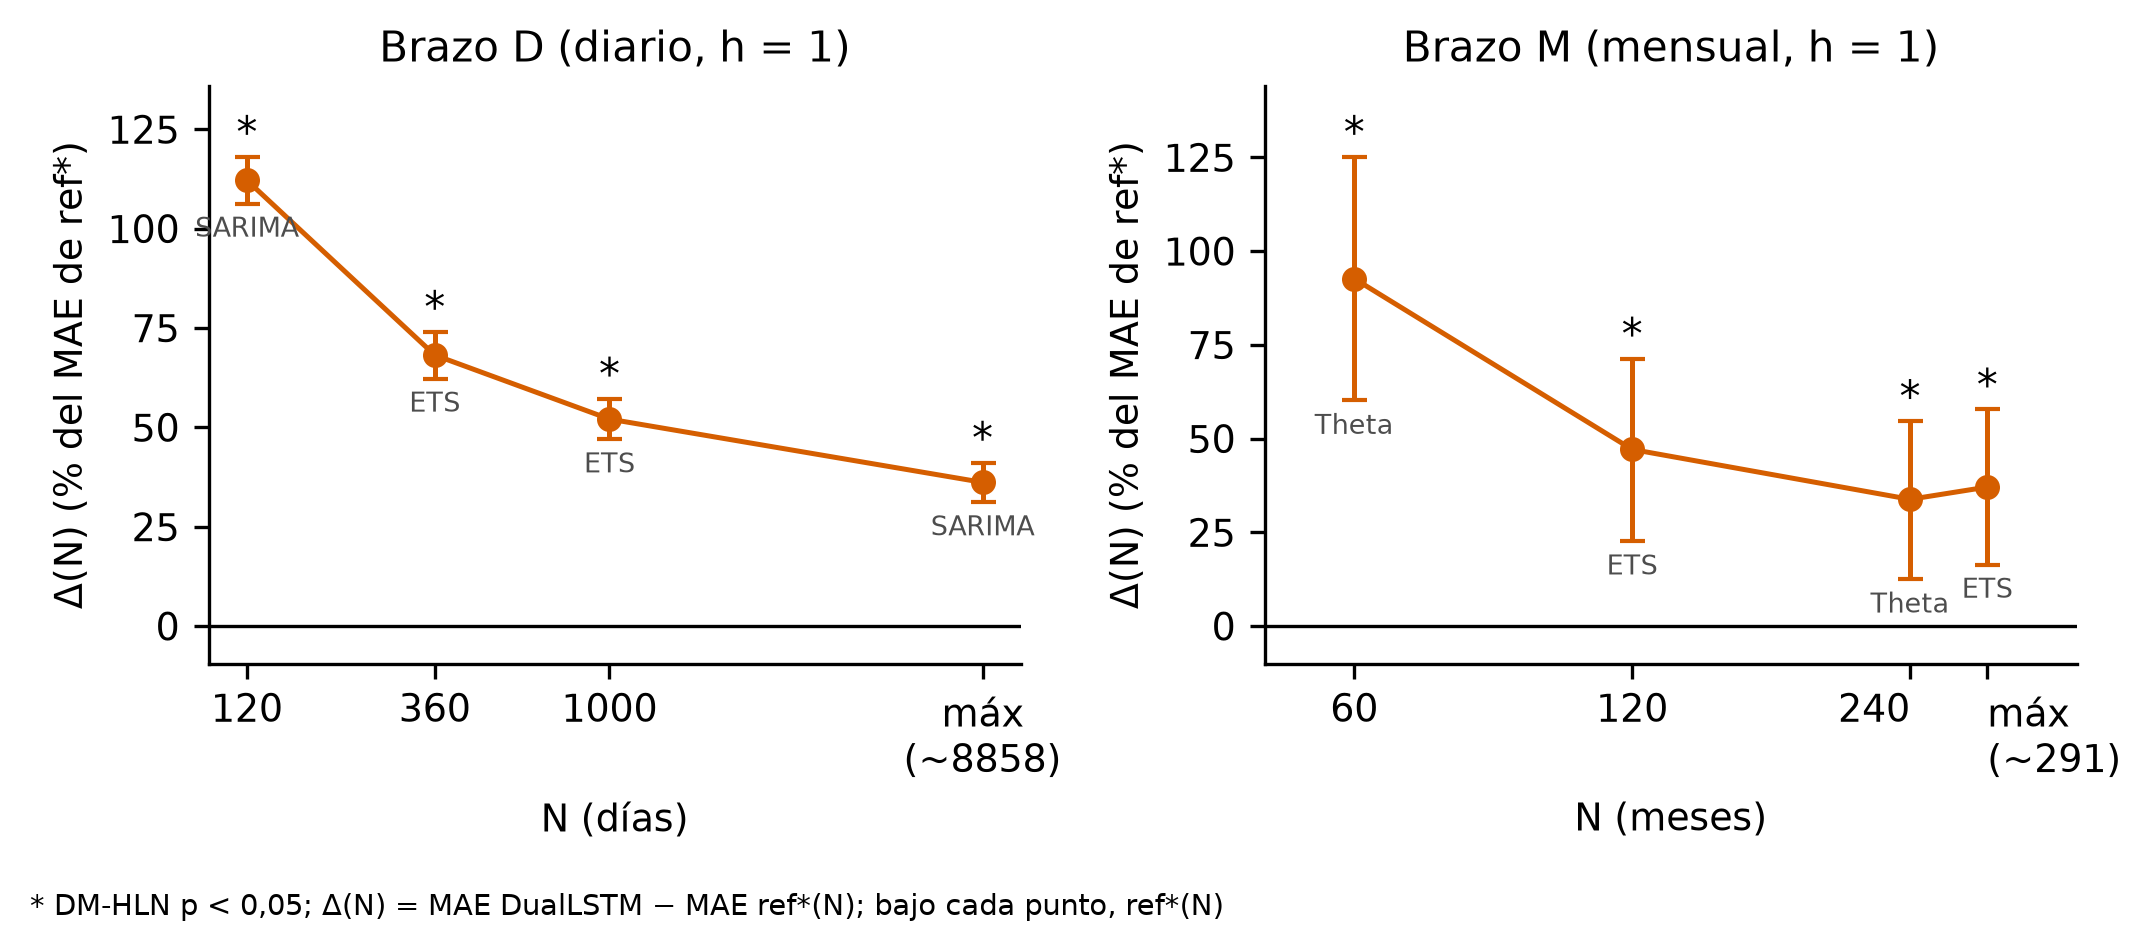 Brazo D (diario, h = 1)
Δ(N) (% del MAE de ref*)
125
100
75
50
25
0
*
SARIMA
*
ETS
*
ETS
*
SARIMA
120
360
1000
máx
(~8858)
N (días)
Brazo M (mensual, h = 1)
Δ(N) (% del MAE de ref*)
125
100
75
50
25
0
*
Theta
*
ETS
*
Theta
*
ETS
60
120
240
máx
(~291)
N (meses)
* DM-HLN p < 0,05; Δ(N) = MAE DualLSTM − MAE ref*(N); bajo cada punto, ref*(N)